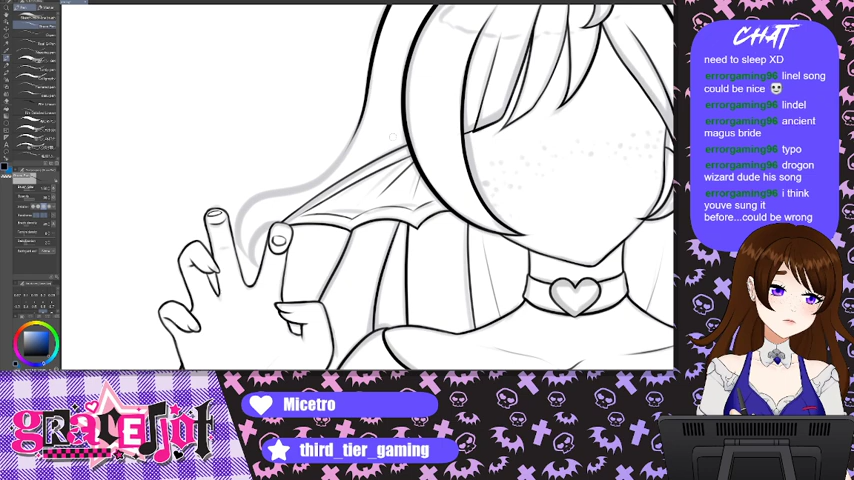 CHAT
need to sleep XD
errorgaming96 linel song
could be nice
errorgaming96 lindel
errorgaming96 ancient
magus bride
errorgaming96 typo
errorgaming96 drogon
wizard dude his song
errorgaming96 i think
youve sung it
before...could be wrong
Micetro
GRACEJot
third_tier_gaming